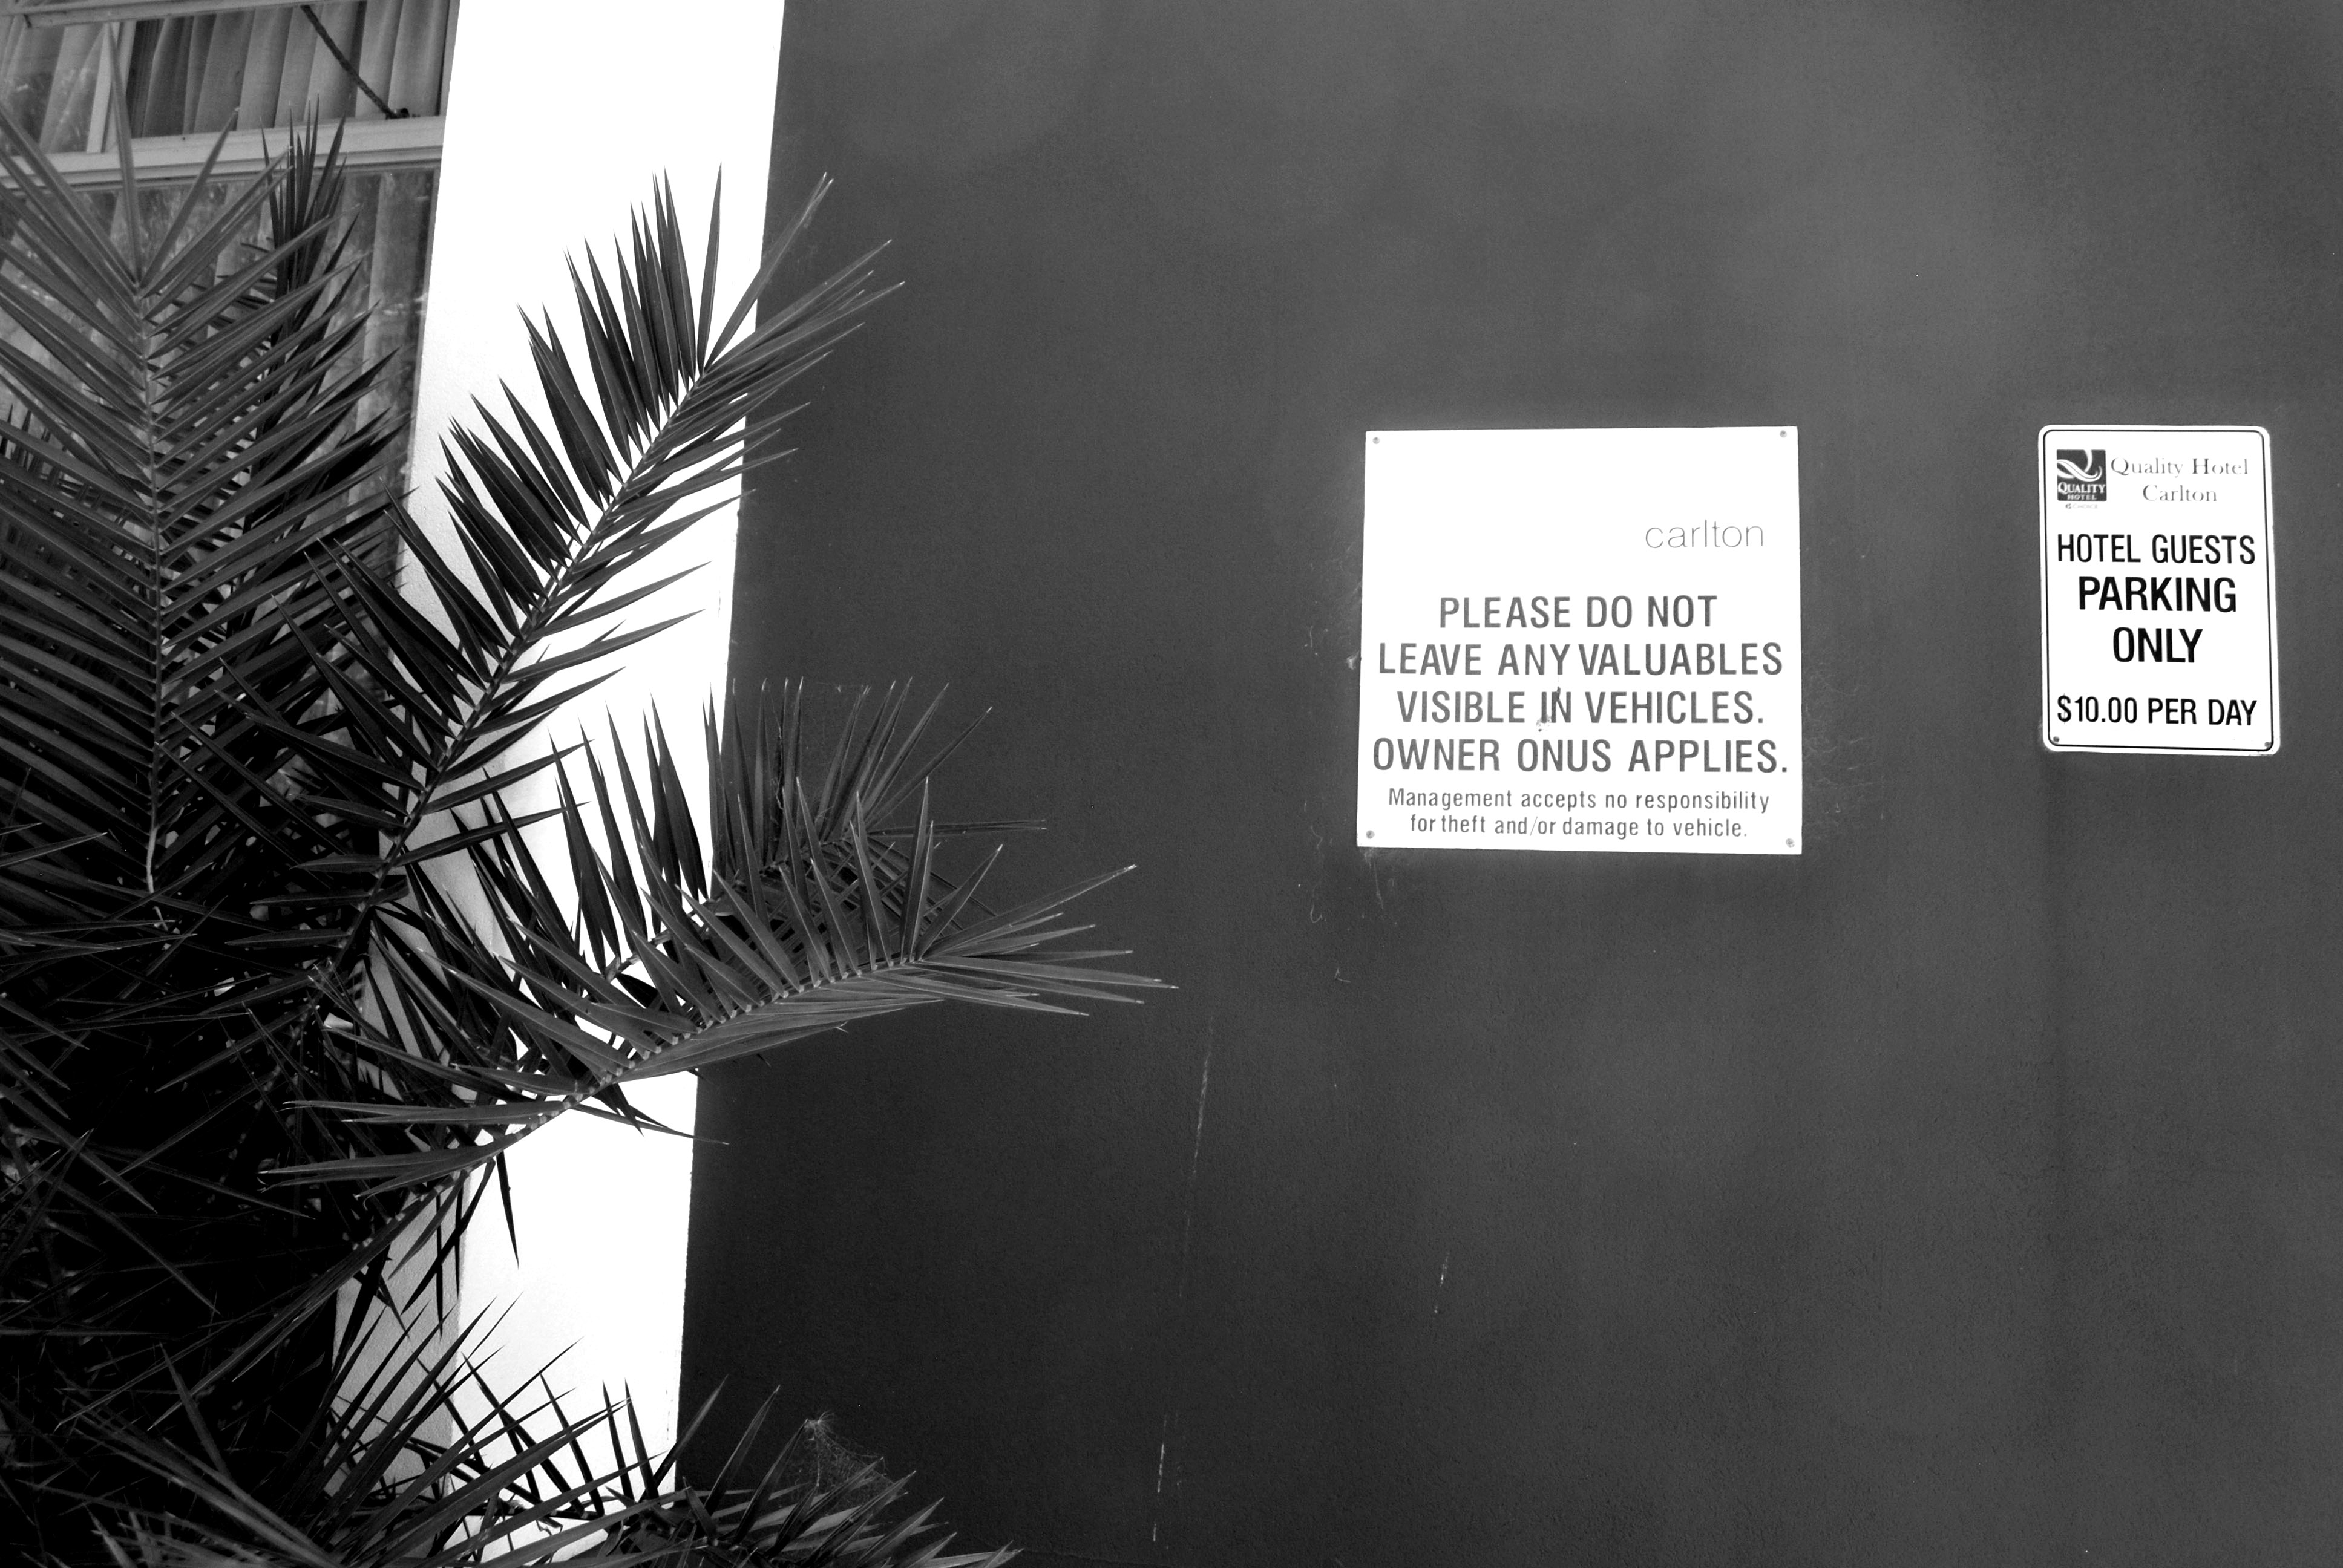 carlton
PLEASE DO NOT
LEAVE ANY VALUABLES
VISIBLE IN VEHICLES.
OWNER ONUS APPLIES.
Management accepts no responsibility
for theft and/or damage to vehicle.
QUALITY
HOTEL
Quality Hotel
Carlton
HOTEL GUESTS
PARKING
ONLY
$10.00 PER DAY